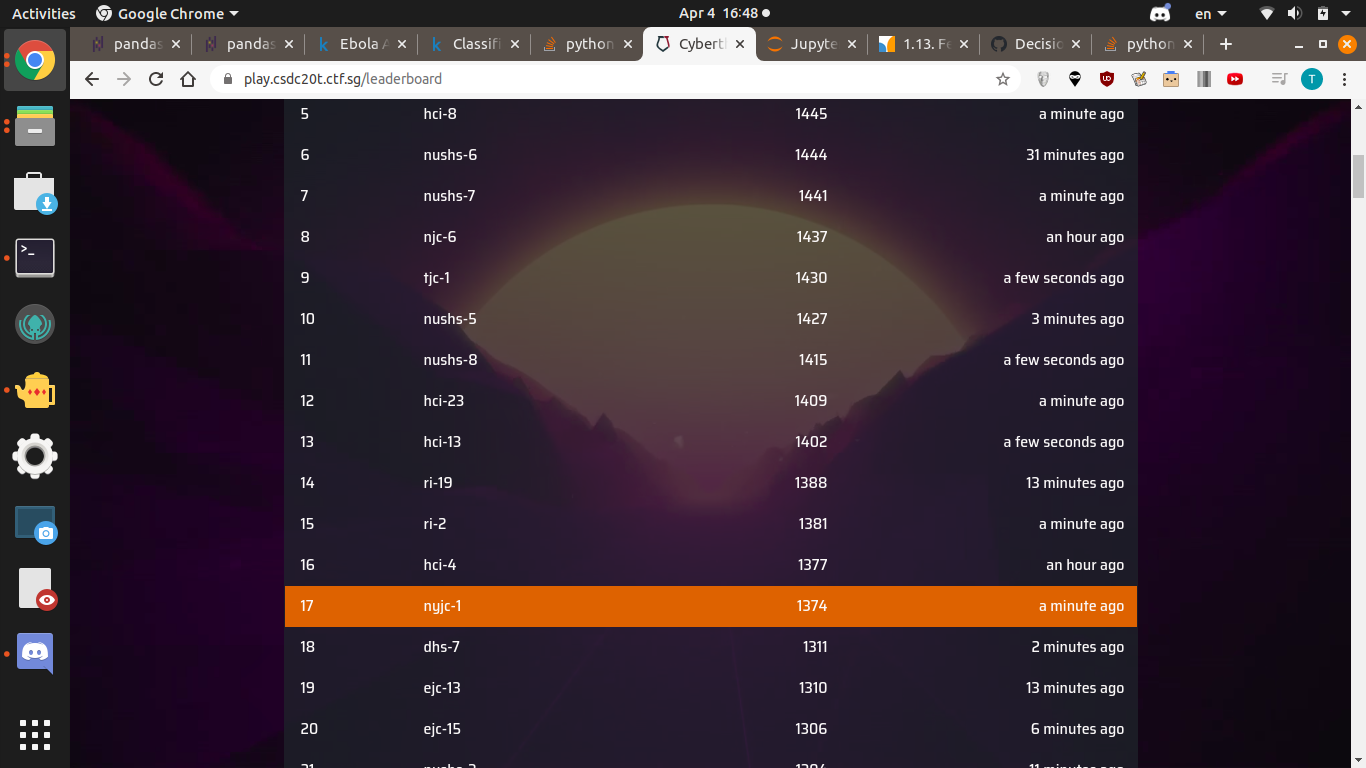 Activities Google Chrome Apr 4 16:48 en
pandas pandas Ebola A Classifi python Cybert Jupyte 1.13. Fe Decisio python
play.csdc20t.ctf.sg/leaderboard T
5 hci-8 1445 a minute ago
6 nushs-6 1444 31 minutes ago
7 nushs-7 1441 a minute ago
8 njc-6 1437 an hour ago
9 tjc-1 1430 a few seconds ago
10 nushs-5 1427 3 minutes ago
11 nushs-8 1415 a few seconds ago
12 hci-23 1409 a minute ago
13 hci-13 1402 a few seconds ago
14 ri-19 1388 13 minutes ago
15 ri-2 1381 a minute ago
16 hci-4 1377 an hour ago
17 nyjc-1 1374 a minute ago
18 dhs-7 1311 2 minutes ago
19 ejc-13 1310 13 minutes ago
20 ejc-15 1306 6 minutes ago